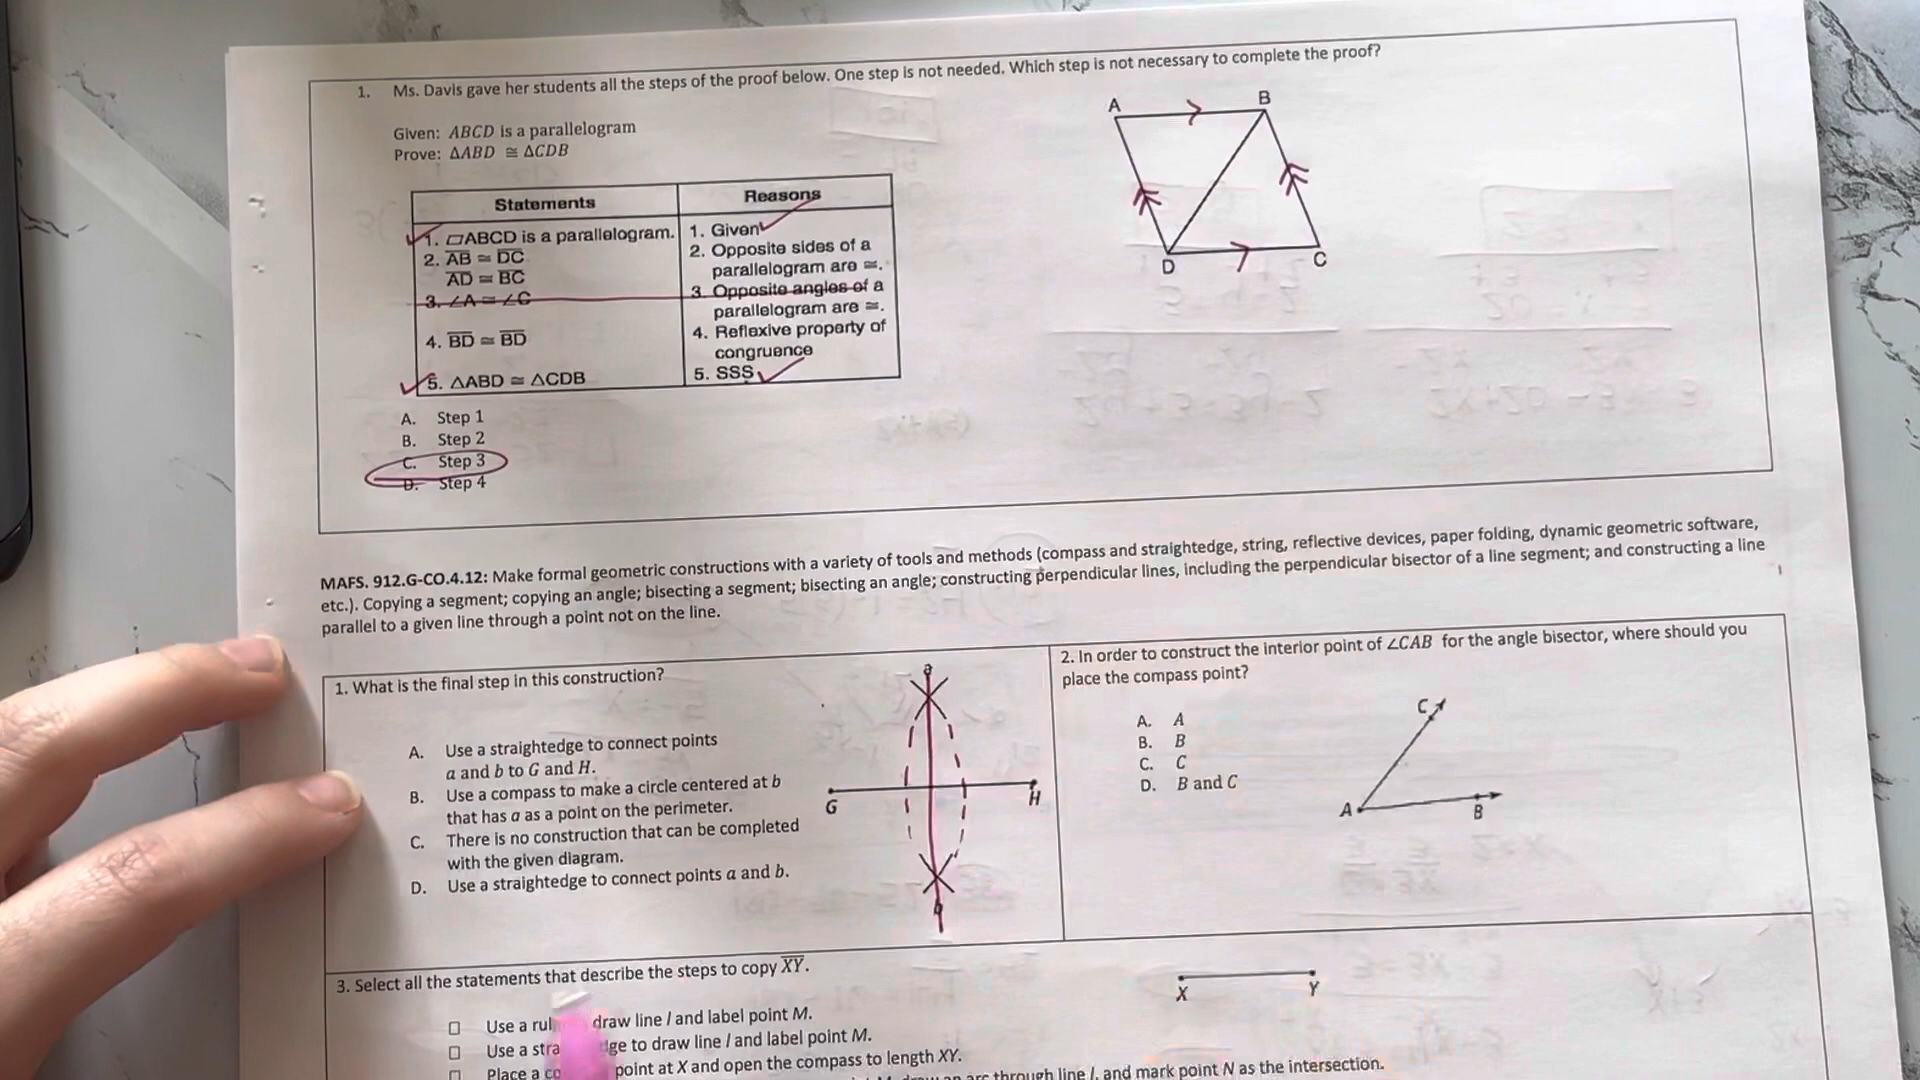 1. Ms. Davis gave her students all the steps of the proof below. One step is not needed. Which step is not necessary to complete the proof?
Given: ABCD is a parallelogram
Prove: ΔABD ≅ ΔCDB
Statements
Reasons
1. ▱ABCD is a parallelogram.
1. Given
2. AB ≅ DC
AD ≅ BC
2. Opposite sides of a
parallelogram are ≅.
3. ∠A ≅ ∠C
3. Opposite angles of a
parallelogram are ≅.
4. BD ≅ BD
4. Reflexive property of
congruence
5. ΔABD ≅ ΔCDB
5. SSS
A
B
D
C
A. Step 1
B. Step 2
C. Step 3
D. Step 4
MAFS. 912.G-CO.4.12: Make formal geometric constructions with a variety of tools and methods (compass and straightedge, string, reflective devices, paper folding, dynamic geometric software,
etc.). Copying a segment; copying an angle; bisecting a segment; bisecting an angle; constructing perpendicular lines, including the perpendicular bisector of a line segment; and constructing a line
parallel to a given line through a point not on the line.
1. What is the final step in this construction?
A. Use a straightedge to connect points
a and b to G and H.
B. Use a compass to make a circle centered at b
that has a as a point on the perimeter.
C. There is no construction that can be completed
with the given diagram.
D. Use a straightedge to connect points a and b.
a
G
H
b
2. In order to construct the interior point of ∠CAB for the angle bisector, where should you
place the compass point?
A. A
B. B
C. C
D. B and C
C
A
B
3. Select all the statements that describe the steps to copy XY.
X
Y
Use a draw line l and label point M.
Use a to draw line l and label point M.
Place a point at X and open the compass to length XY.
arc through line l, and mark point N as the intersection.